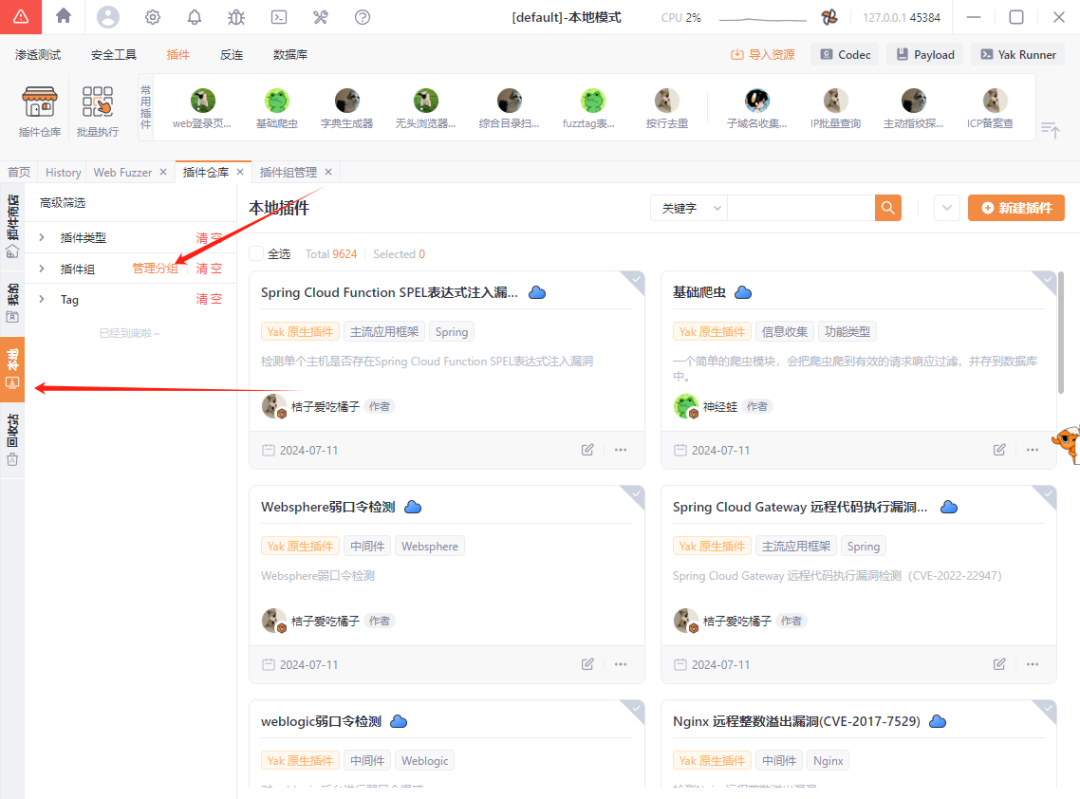 [default]-本地模式
CPU 2%
127.0.0.1 45384
渗透测试
安全工具
插件
反连
数据库
导入资源
Codec
Payload
Yak Runner
插件仓库
批量执行
常用插件
web登录页...
基础爬虫
字典生成器
无头浏览器...
综合目录扫...
fuzztag表...
按行去重
子域名收集...
IP批量查询
主动指纹探...
ICP备案查
首页
History
Web Fuzzer
插件仓库
插件组管理
插件商店
我的
本地
回收站
高级筛选
插件类型
清 空
插件组
管理分组
清 空
Tag
清 空
已经到底啦~
本地插件
关键字
新建插件
全选
Total 9624
Selected 0
Spring Cloud Function SPEL表达式注入漏...
Yak 原生插件
主流应用框架
Spring
检测单个主机是否存在Spring Cloud Function SPEL表达式注入漏洞
桔子爱吃橘子
作者
2024-07-11
基础爬虫
Yak 原生插件
信息收集
功能类型
一个简单的爬虫模块，会把爬虫爬到有效的请求响应过滤，并存到数据库
中。
神经蛙
作者
2024-07-11
Websphere弱口令检测
Yak 原生插件
中间件
Websphere
Websphere弱口令检测
桔子爱吃橘子
作者
2024-07-11
Spring Cloud Gateway 远程代码执行漏洞...
Yak 原生插件
主流应用框架
Spring
Spring Cloud Gateway 远程代码执行漏洞检测（CVE-2022-22947）
桔子爱吃橘子
作者
2024-07-11
weblogic弱口令检测
Yak 原生插件
中间件
Weblogic
Nginx 远程整数溢出漏洞(CVE-2017-7529)
Yak 原生插件
中间件
Nginx